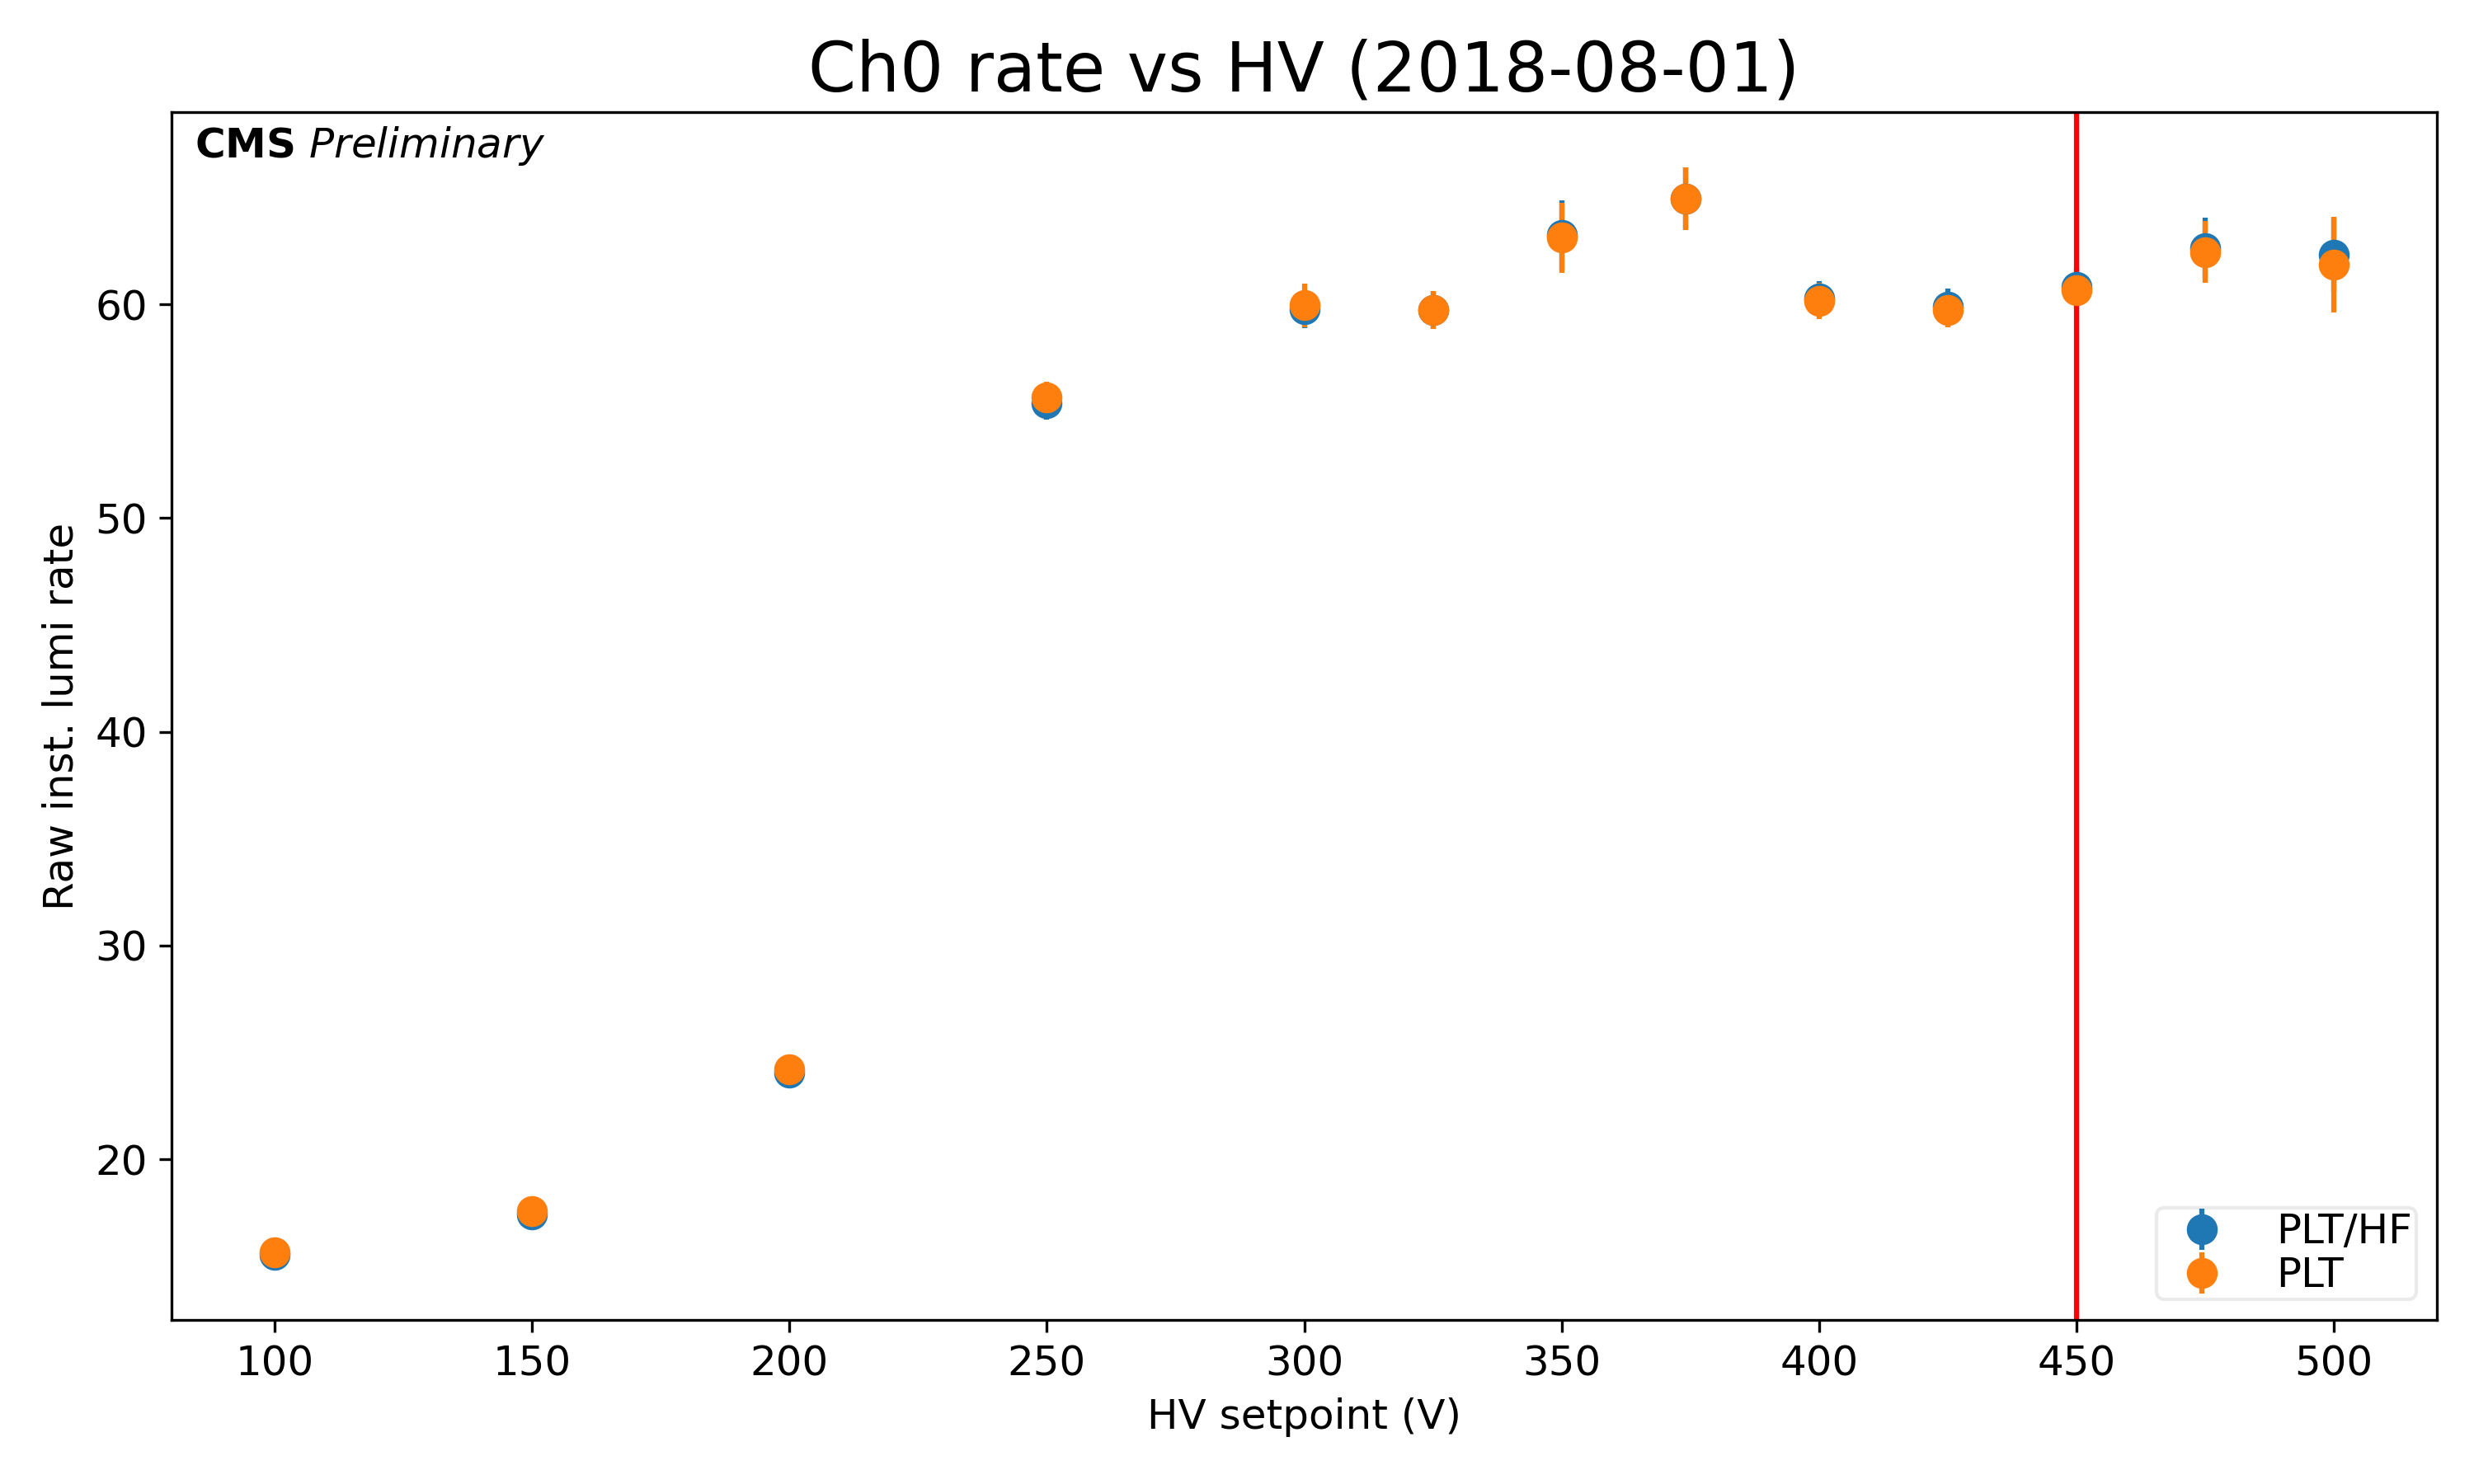 Ch0 rate vs HV (2018-08-01)
CMS Preliminary
Raw inst. lumi rate
60
50
40
30
20
100 150 200 250 300 350 400 450 500
HV setpoint (V)
PLT/HF
PLT